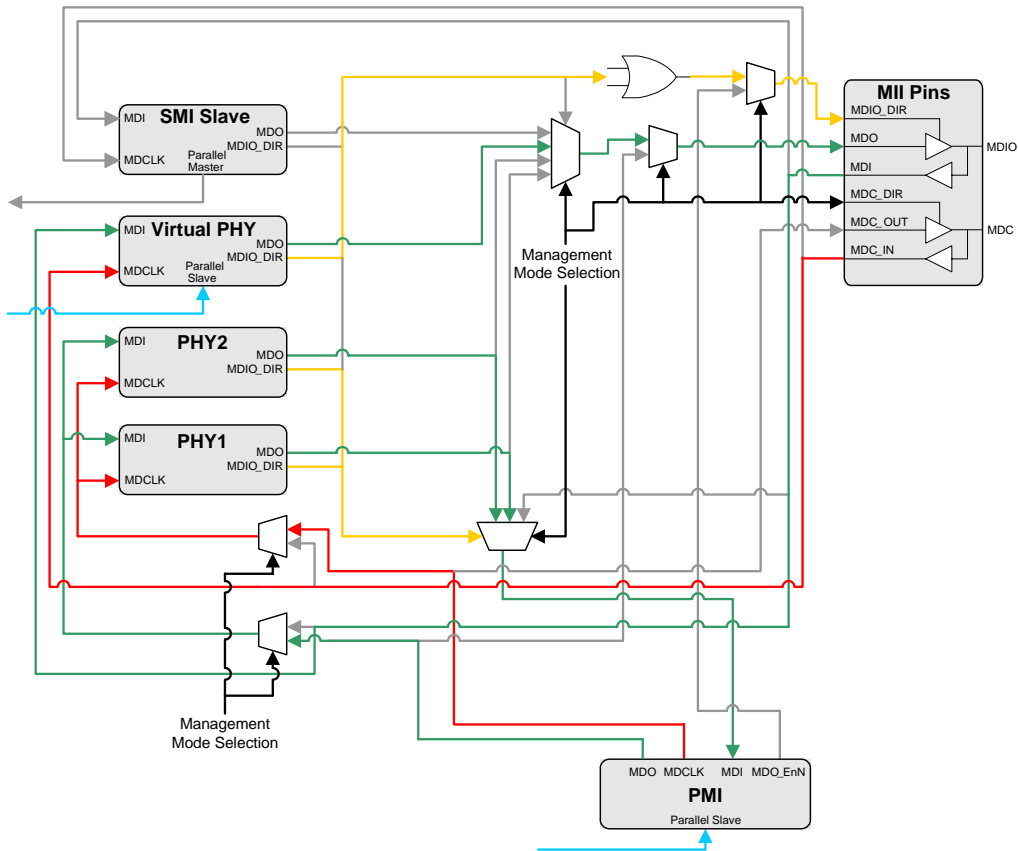 MII Pins
MDIO_DIR
MDO
MDIO
MDI
MDC_DIR
MDC_OUT
MDC
MDC_IN
SMI Slave
MDI
MDO
MDIO_DIR
MDCLK
Parallel
Master
Virtual PHY
MDI
MDO
MDIO_DIR
MDCLK
Parallel
Slave
Management
Mode Selection
PHY2
MDI
MDO
MDIO_DIR
MDCLK
PHY1
MDI
MDO
MDIO_DIR
MDCLK
Management
Mode Selection
MDO MDCLK MDI MDO_EnN
PMI
Parallel Slave